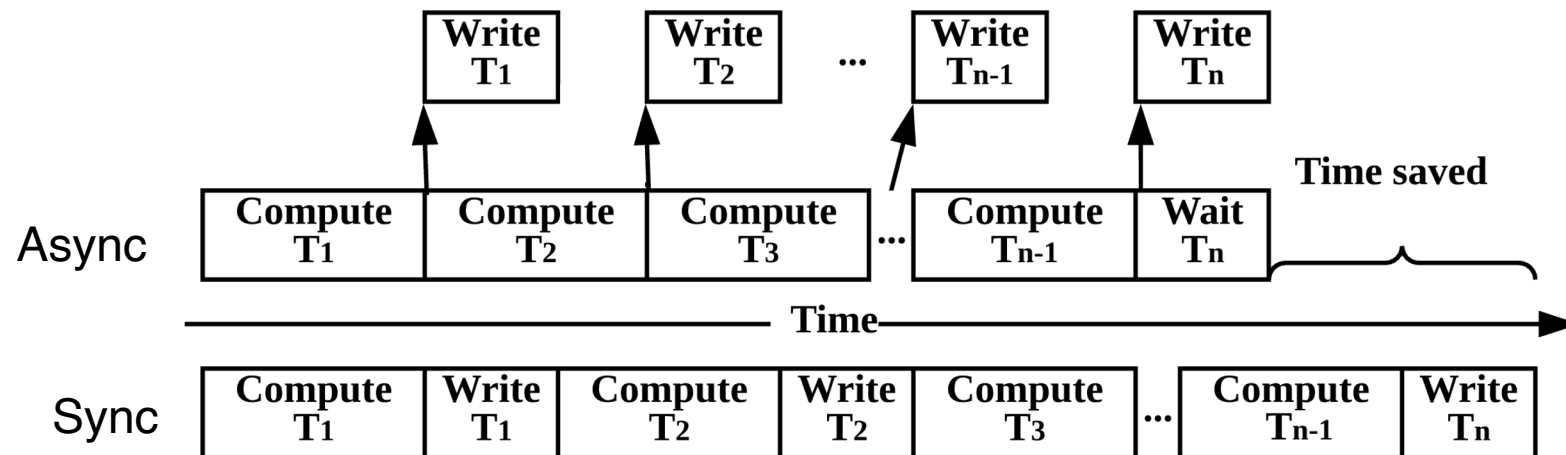 Write
T1
Write
T2
...
Write
Tn-1
Write
Tn
Time saved
Async
Compute
T1
Compute
T2
Compute
T3
...
Compute
Tn-1
Wait
Tn
Time
Sync
Compute
T1
Write
T1
Compute
T2
Write
T2
Compute
T3
...
Compute
Tn-1
Write
Tn